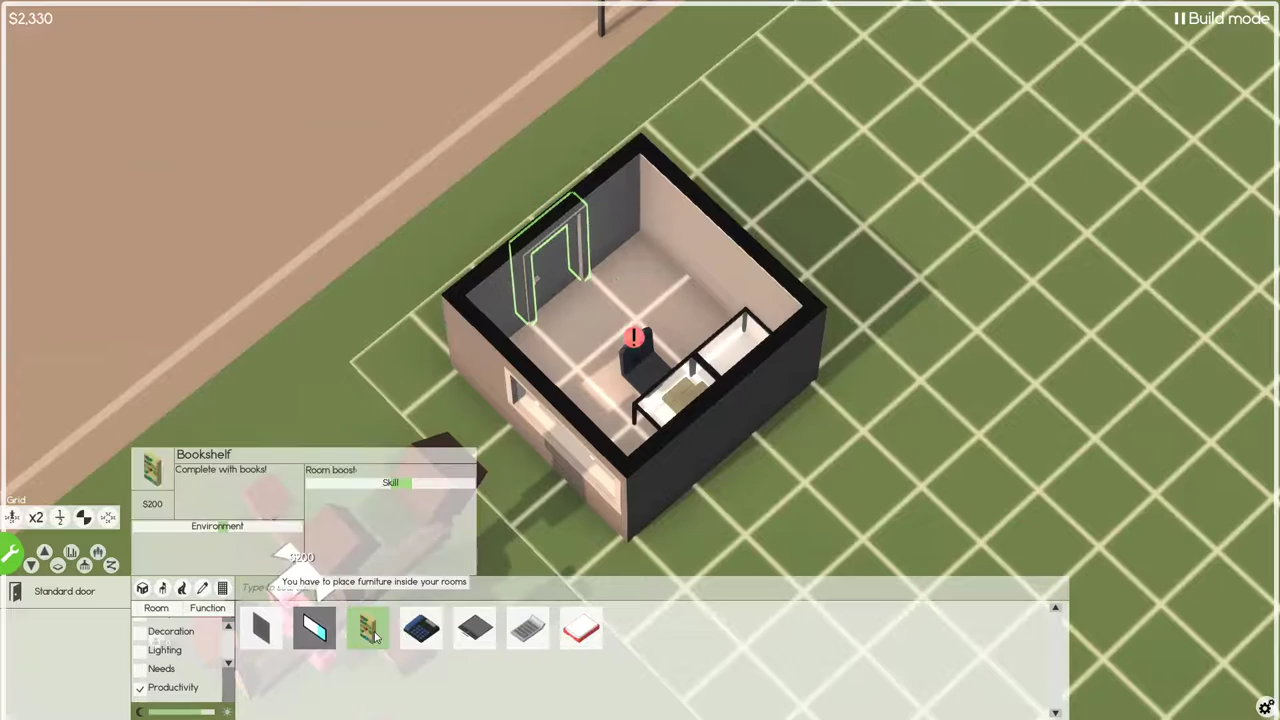 $2,330
Build mode
Bookshelf
Complete with books!
Room boost:
Skill
$200
Environment
Grid
x2
$200
You have to place furniture inside your rooms
Standard door
Room
Function
Decoration
Lighting
Needs
Productivity